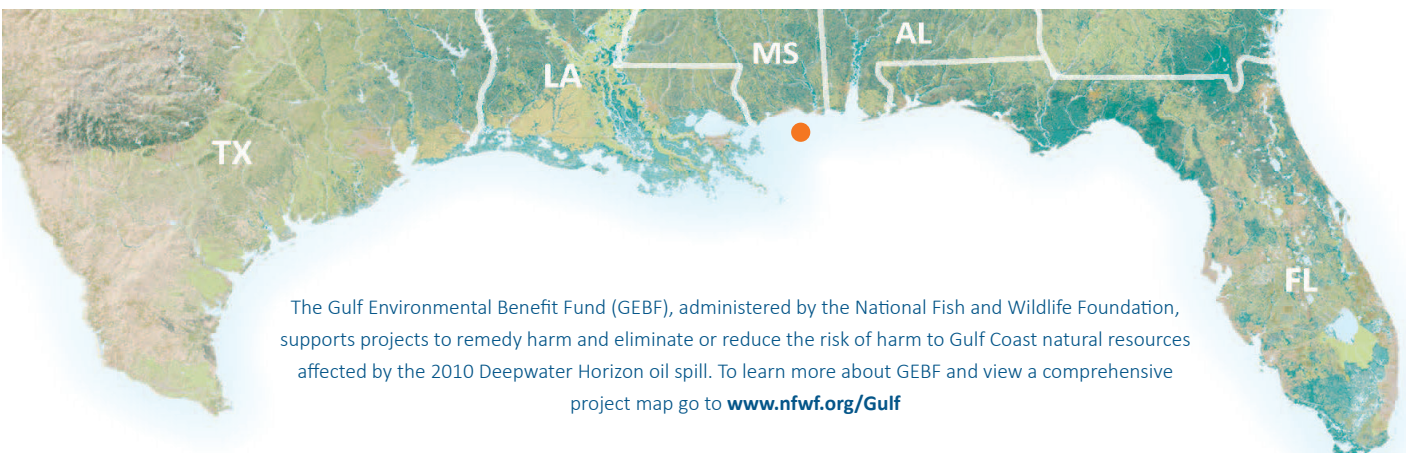 AL
MS
LA
TX
FL
The Gulf Environmental Benefit Fund (GEBF), administered by the National Fish and Wildlife Foundation,
supports projects to remedy harm and eliminate or reduce the risk of harm to Gulf Coast natural resources
affected by the 2010 Deepwater Horizon oil spill. To learn more about GEBF and view a comprehensive
project map go to www.nfwf.org/Gulf